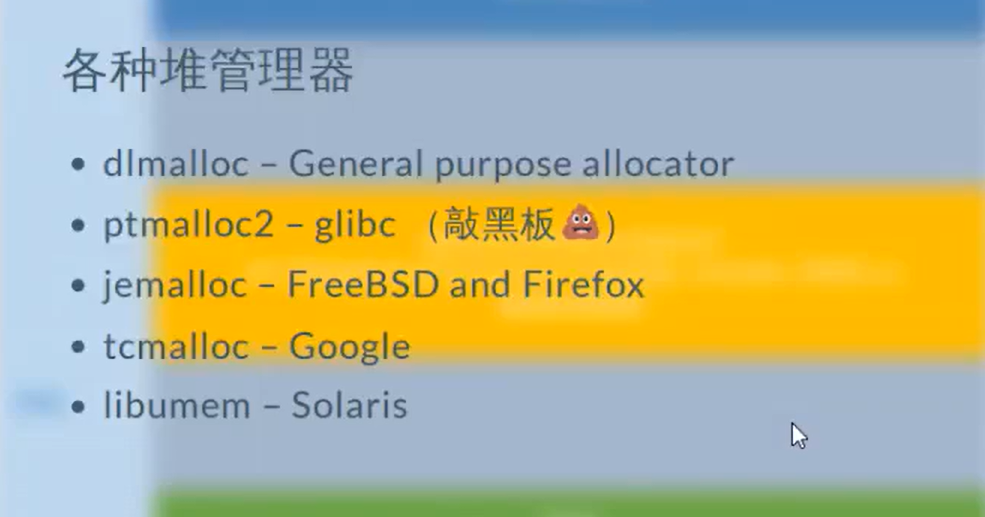 各种堆管理器
• dlmalloc – General purpose allocator
• ptmalloc2 – glibc （敲黑板💩）
• jemalloc – FreeBSD and Firefox
• tcmalloc – Google
• libumem – Solaris